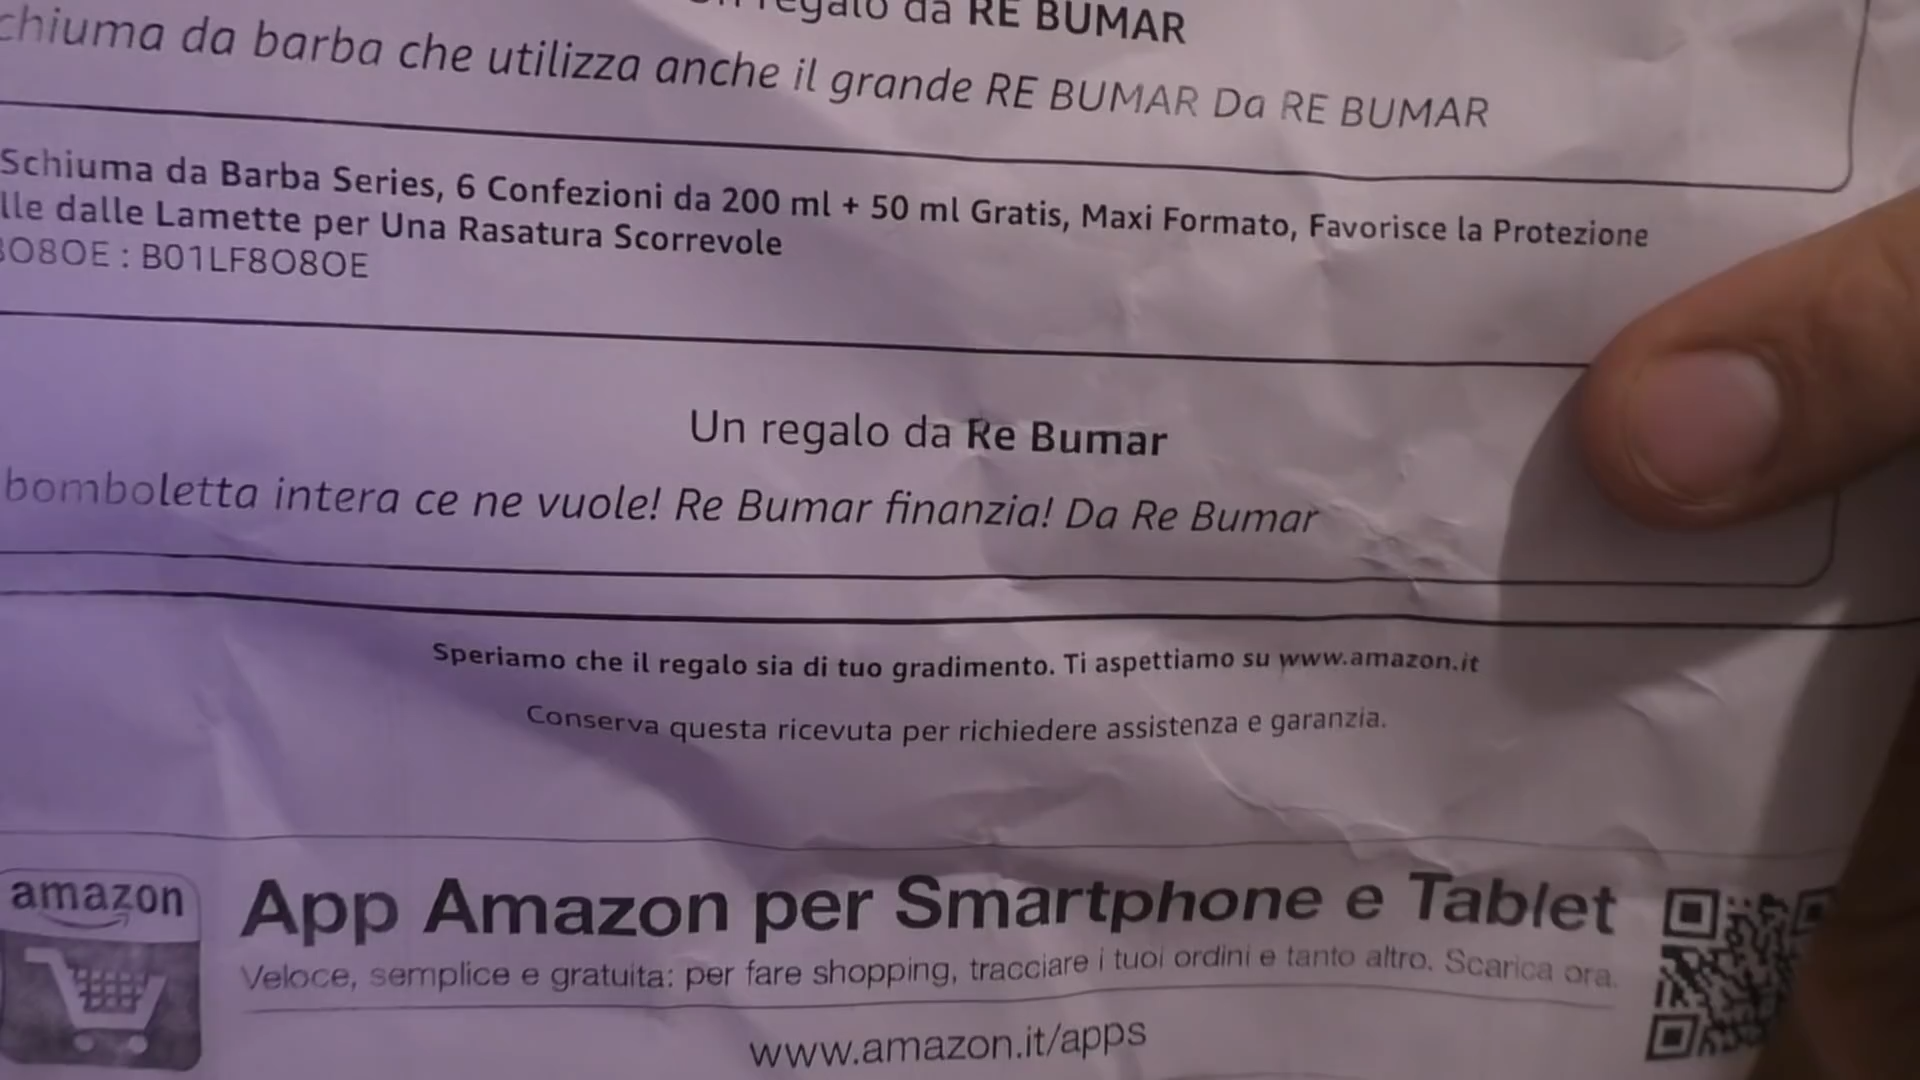 regalo da RE BUMAR
chiuma da barba che utilizza anche il grande RE BUMAR Da RE BUMAR
Schiuma da Barba Series, 6 Confezioni da 200 ml + 50 ml Gratis, Maxi Formato, Favorisce la Protezione
lle dalle Lamette per Una Rasatura Scorrevole
8O8OE : B01LF8O8OE
Un regalo da Re Bumar
bomboletta intera ce ne vuole! Re Bumar finanzia! Da Re Bumar
Speriamo che il regalo sia di tuo gradimento. Ti aspettiamo su www.amazon.it
Conserva questa ricevuta per richiedere assistenza e garanzia.
amazon
App Amazon per Smartphone e Tablet
Veloce, semplice e gratuita: per fare shopping, tracciare i tuoi ordini e tanto altro. Scarica ora.
www.amazon.it/apps